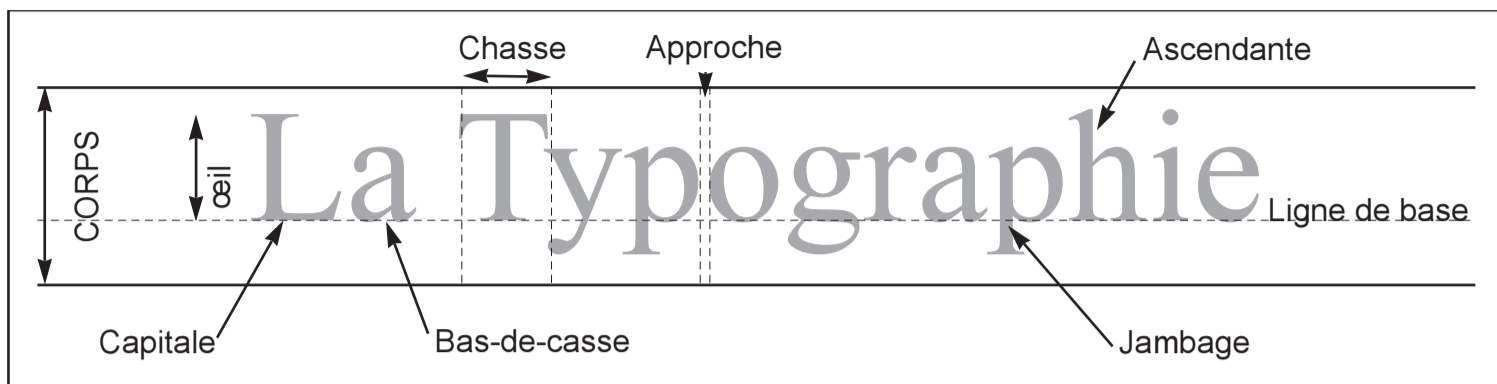 Chasse Approche Ascendante
CORPS
œil
La Typographie
Ligne de base
Capitale Bas-de-casse Jambage